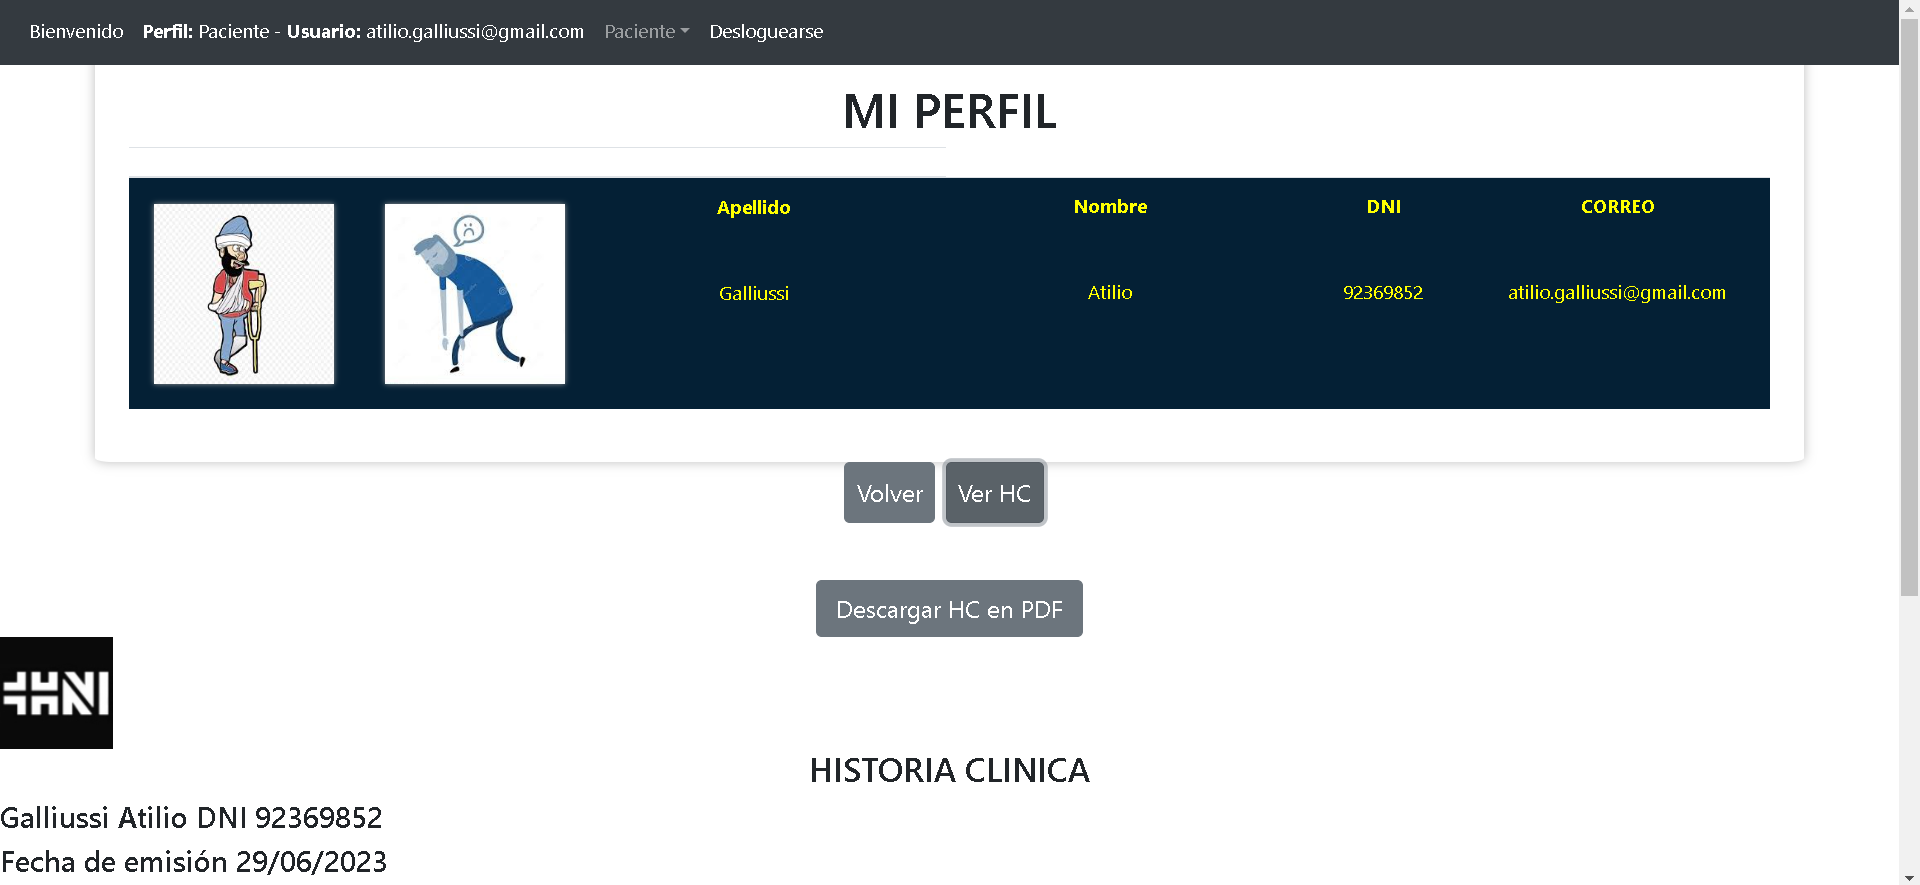 Bienvenido Perfil: Paciente - Usuario: atilio.galliussi@gmail.com Paciente Desloguearse
MI PERFIL
Apellido Nombre DNI CORREO
Galliussi Atilio 92369852 atilio.galliussi@gmail.com
Volver Ver HC
Descargar HC en PDF
HNI
HISTORIA CLINICA
Galliussi Atilio DNI 92369852
Fecha de emisión 29/06/2023